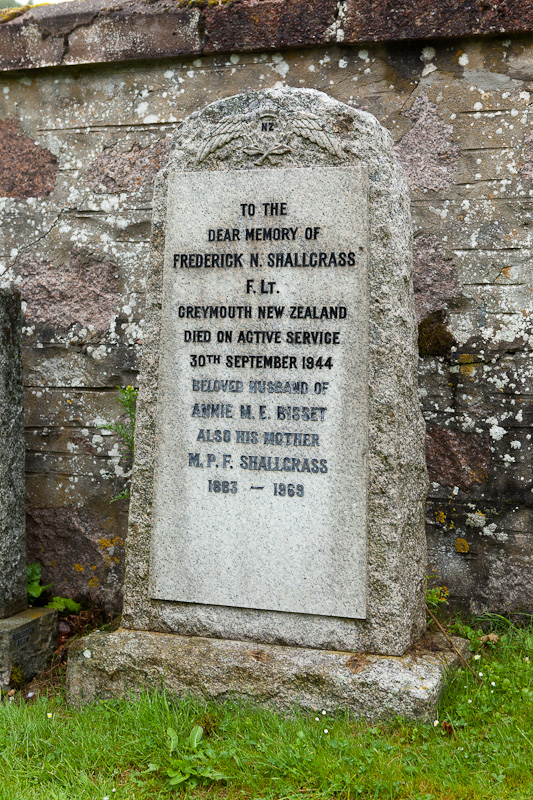 NZ
TO THE
DEAR MEMORY OF
FREDERICK N. SHALLCRASS
F. LT.
GREYMOUTH NEW ZEALAND
DIED ON ACTIVE SERVICE
30TH SEPTEMBER 1944
BELOVED HUSBAND OF
ANNIE M. E. BISSET
ALSO HIS MOTHER
M. P. F. SHALLGRASS
1883 — 1969